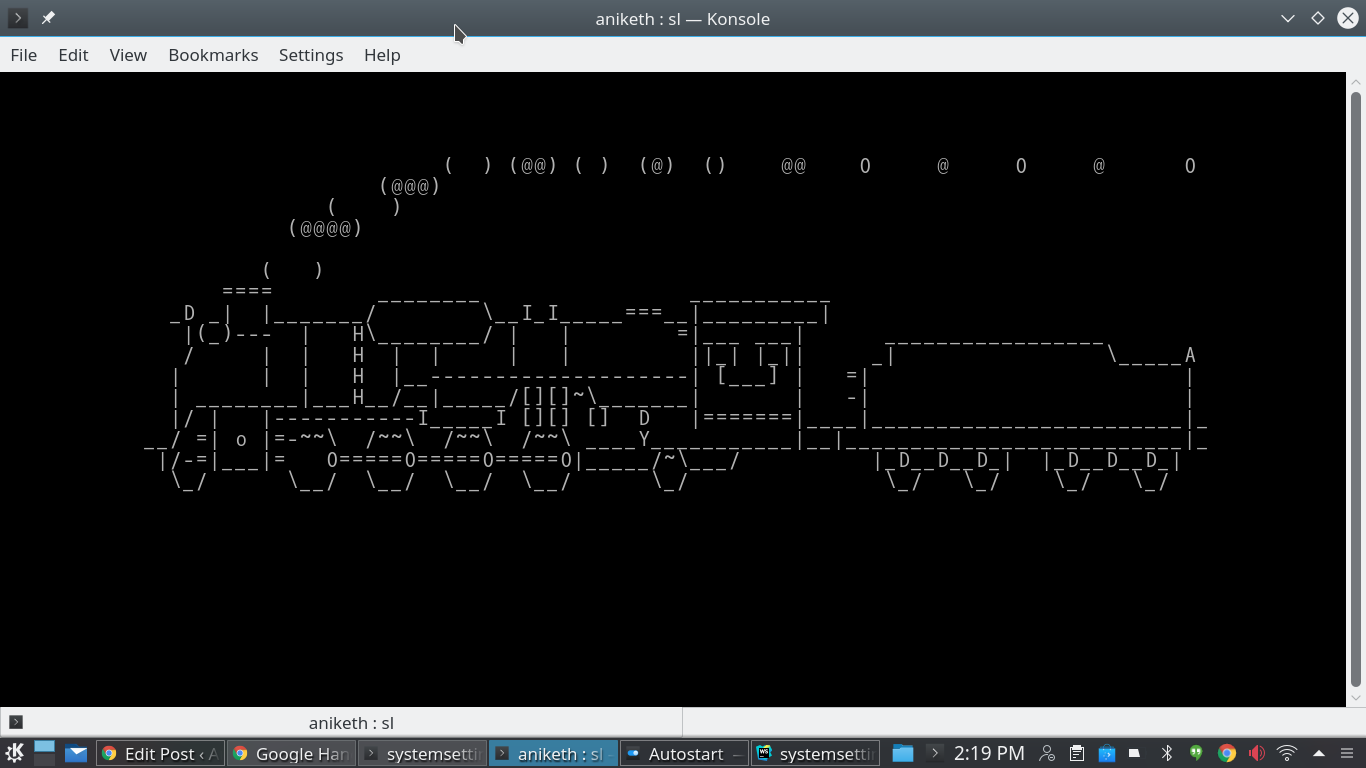 aniketh : sl — Konsole
File Edit View Bookmarks Settings Help
                                  (  ) (@@) ( )  (@)  ()     @@    O     @     O     @      O
                             (@@@)
                         (    )
                      (@@@@)

                    (   )
                 ====        ________                ___________
             _D _|  |_______/        \__I_I_____===__|_________|
              |(_)---  |   H\________/ |   |        =|___ ___|      _________________
              /     |  |   H  |  |     |   |         ||_| |_||     _|                \_____A
             |      |  |   H  |__--------------------| [___] |   =|                        |
             | ________|___H__/__|_____/[][]~\_______|       |   -|                        |
             |/ |   |-----------I_____I [][] []  D   |=======|____|________________________|_
           __/ =| o |=-~~\  /~~\  /~~\  /~~\ ____Y___________|__|__________________________|_
            |/-=|___|=   O=====O=====O=====O|_____/~\___/          |_D__D__D_|  |_D__D__D_|
             \_/      \__/  \__/  \__/  \__/      \_/               \_/   \_/    \_/   \_/
aniketh : sl
Edit Post ‹ A Google Han systemsetti aniketh : sl Autostart — systemsetti 2:19 PM